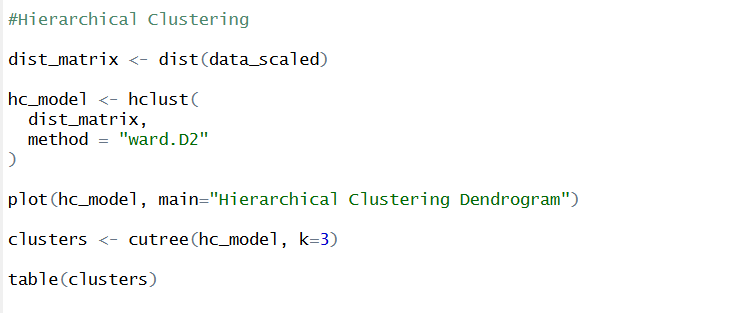 #Hierarchical Clustering
dist_matrix <- dist(data_scaled)
hc_model <- hclust(
  dist_matrix,
  method = "ward.D2"
)
plot(hc_model, main="Hierarchical Clustering Dendrogram")
clusters <- cutree(hc_model, k=3)
table(clusters)